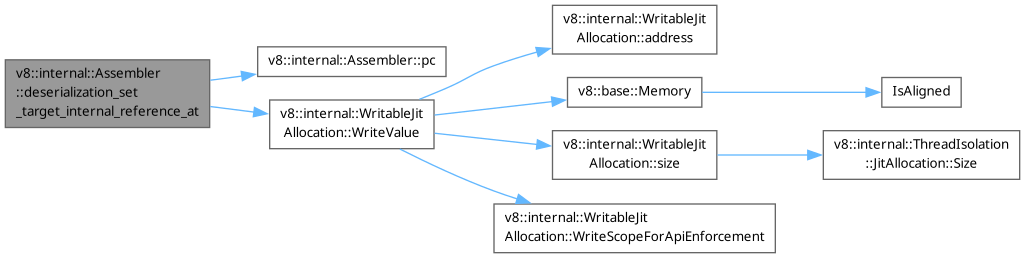 v8::internal::Assembler
::deserialization_set
_target_internal_reference_at
v8::internal::Assembler::pc
v8::internal::WritableJit
Allocation::WriteValue
v8::internal::WritableJit
Allocation::address
v8::base::Memory
IsAligned
v8::internal::WritableJit
Allocation::size
v8::internal::ThreadIsolation
::JitAllocation::Size
v8::internal::WritableJit
Allocation::WriteScopeForApiEnforcement